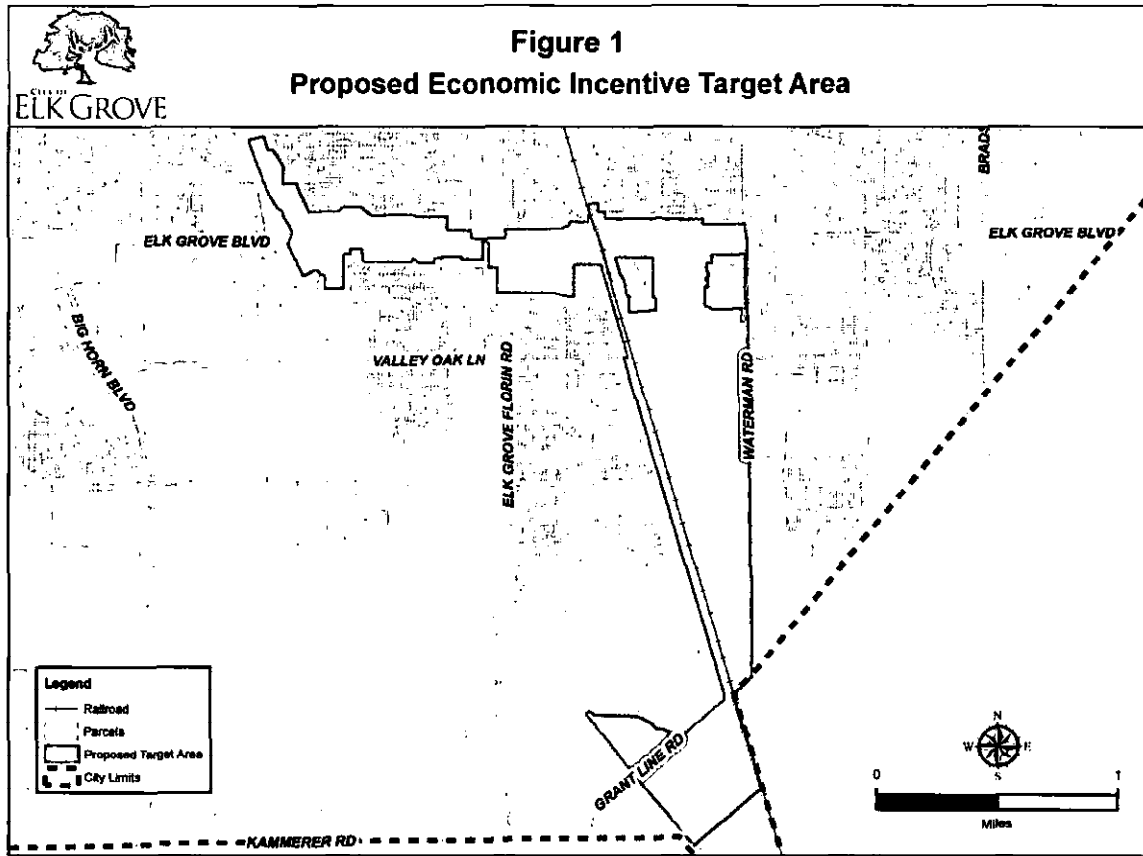 Figure 1
Proposed Economic Incentive Target Area
CITY OF
ELK GROVE
BRADS
ELK GROVE BLVD
ELK GROVE BLVD
BIG HORN BLVD
VALLEY OAK LN
ELK GROVE FLORIN RD
WATERMAN RD
GRANT LINE RD
KAMMERER RD
Legend
Railroad
Parcels
Proposed Target Area
City Limits
N
W E
S
0 1
Miles